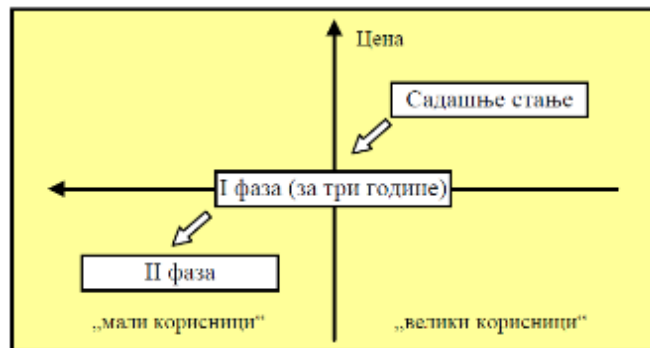 Цена
Садашње стање
I фаза (за три године)
II фаза
„мали корисници“
„велики корисници“